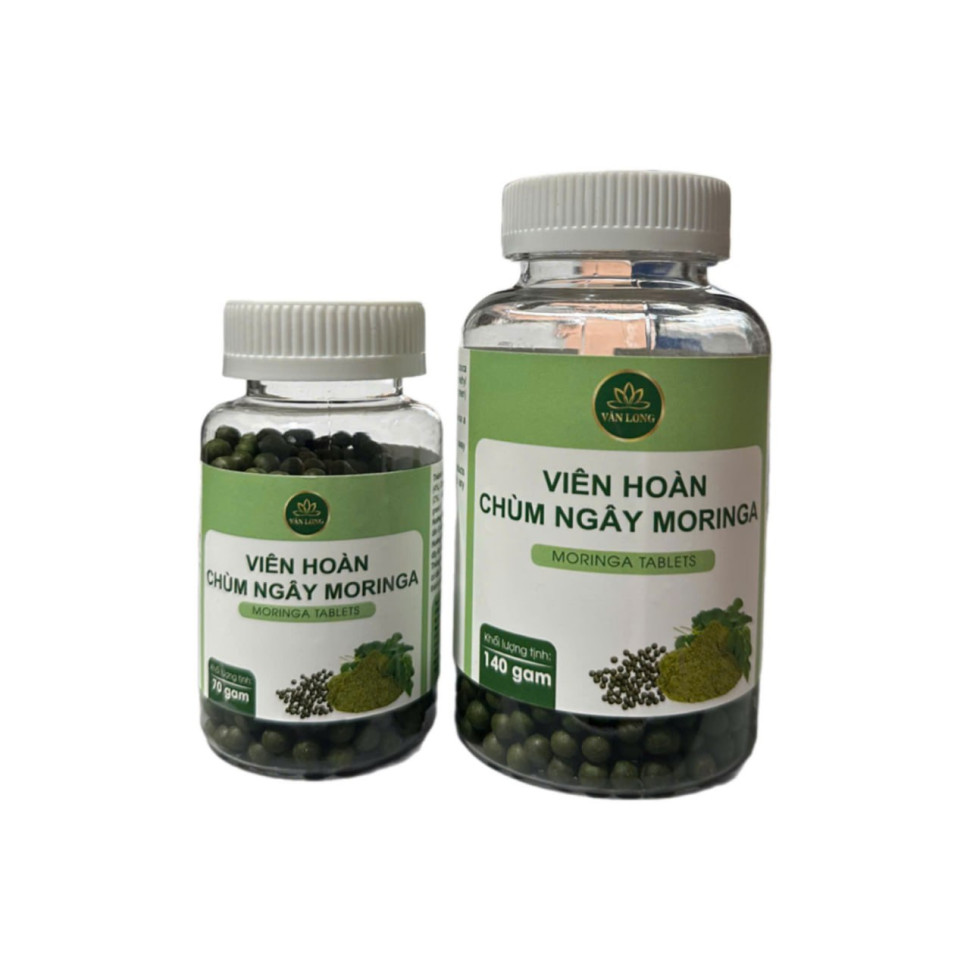 VÂN LONG
VIÊN HOÀN
CHÙM NGÂY MORINGA
MORINGA TABLETS
Khối lượng tịnh:
70 gam
VÂN LONG
VIÊN HOÀN
CHÙM NGÂY MORINGA
MORINGA TABLETS
Khối lượng tịnh:
140 gam